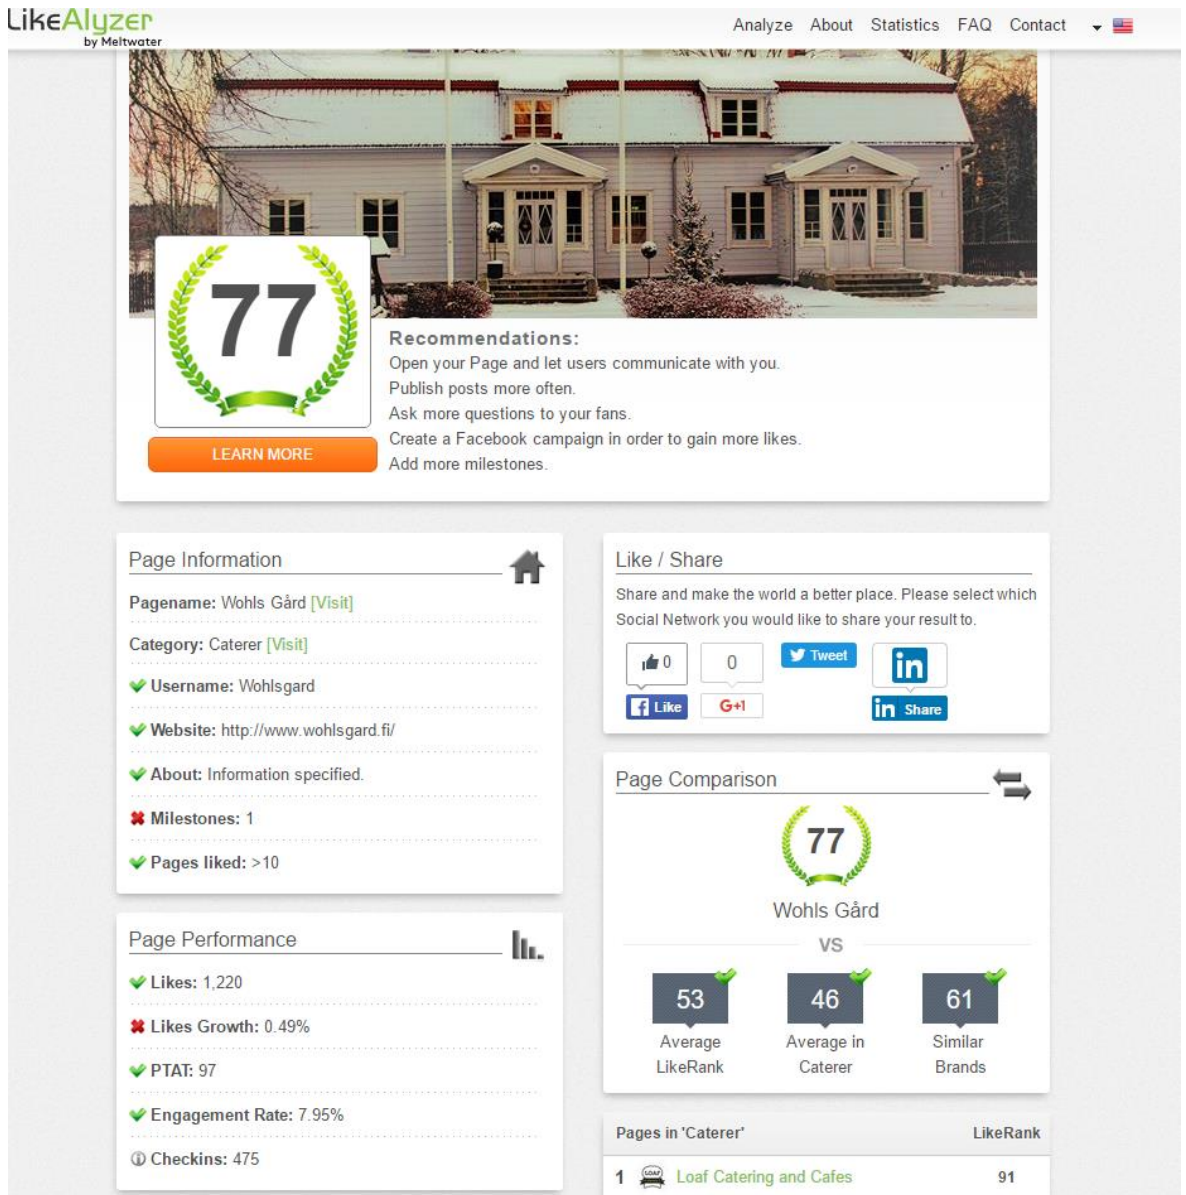 LikeAlyzer
by Meltwater
Analyze About Statistics FAQ Contact
77
LEARN MORE
Recommendations:
Open your Page and let users communicate with you.
Publish posts more often.
Ask more questions to your fans.
Create a Facebook campaign in order to gain more likes.
Add more milestones.
Page Information
Pagename: Wohls Gård [Visit]
Category: Caterer [Visit]
Username: Wohlsgard
Website: http://www.wohlsgard.fi/
About: Information specified.
Milestones: 1
Pages liked: >10
Page Performance
Likes: 1,220
Likes Growth: 0.49%
PTAT: 97
Engagement Rate: 7.95%
Checkins: 475
Like / Share
Share and make the world a better place. Please select which
Social Network you would like to share your result to.
0 0 Tweet in
f Like G+1 in Share
Page Comparison
77
Wohls Gård
VS
53 46 61
Average Average in Similar
LikeRank Caterer Brands
Pages in 'Caterer' LikeRank
1 LOAF Loaf Catering and Cafes 91